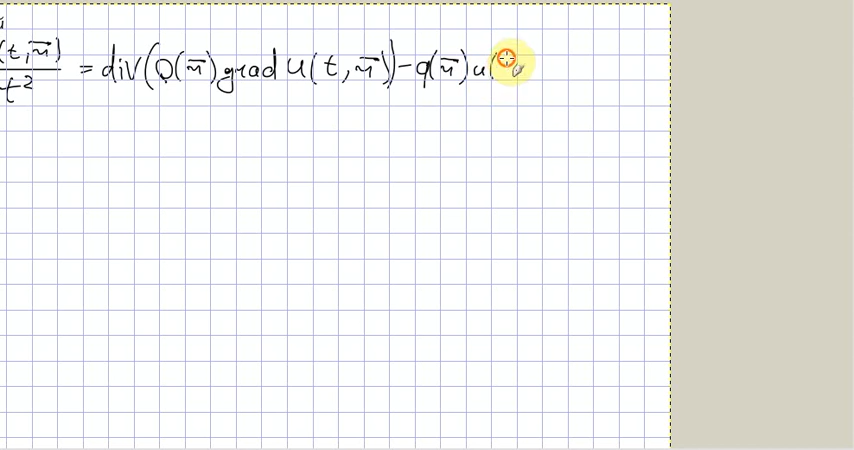 (t, r̄) / t² = div(Q(r̄) grad u(t, r̄)) − q(r̄) u(